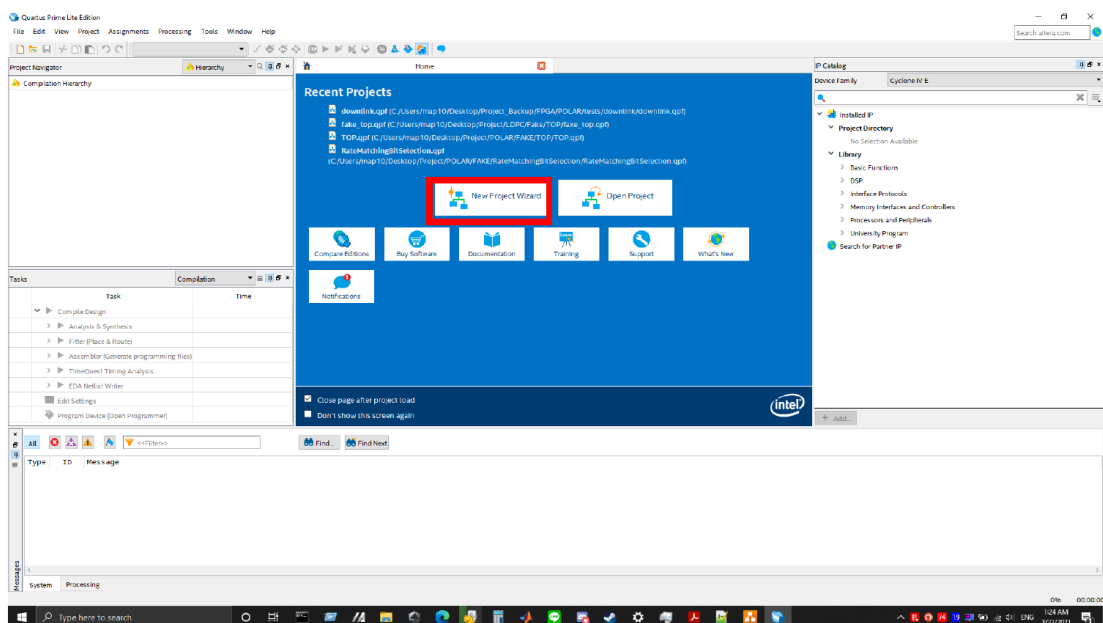 Quartus Prime Lite Edition
File Edit View Project Assignments Processing Tools Window Help
Search altera.com
Project Navigator
Hierarchy
Home
IP Catalog
Compilation Hierarchy
Device Family
Cyclone IV E
Recent Projects
downlink.qpf (C:/Users/map10/Desktop/Project_Backup/FPGA/POLAR/tests/downlink/downlink.qpf)
fake_top.qpf (C:/Users/map10/Desktop/Project/LDPC/Fake/TOP/fake_top.qpf)
TOP.qpf (C:/Users/map10/Desktop/Project/POLAR/FAKE/TOP/TOP.qpf)
RateMatchingBitSelection.qpf
(C:/Users/map10/Desktop/Project/POLAR/FAKE/RateMatchingBitSelection/RateMatchingBitSelection.qpf)
Installed IP
Project Directory
No Selection Available
Library
Basic Functions
DSP
Interface Protocols
Memory Interfaces and Controllers
Processors and Peripherals
University Program
Search for Partner IP
New Project Wizard
Open Project
Compare Editions
Buy Software
Documentation
Training
Support
What's New
Notifications
Tasks
Compilation
Task
Time
Compile Design
Analysis & Synthesis
Fitter (Place & Route)
Assembler (Generate programming files)
TimeQuest Timing Analysis
EDA Netlist Writer
Edit Settings
Program Device (Open Programmer)
Close page after project load
Don't show this screen again
intel
+ Add...
All
<<Filter>>
Find...
Find Next
Type ID Message
Messages
System Processing
0% 00:00:00
Type here to search
ENG
1:24 AM
3/22/2021